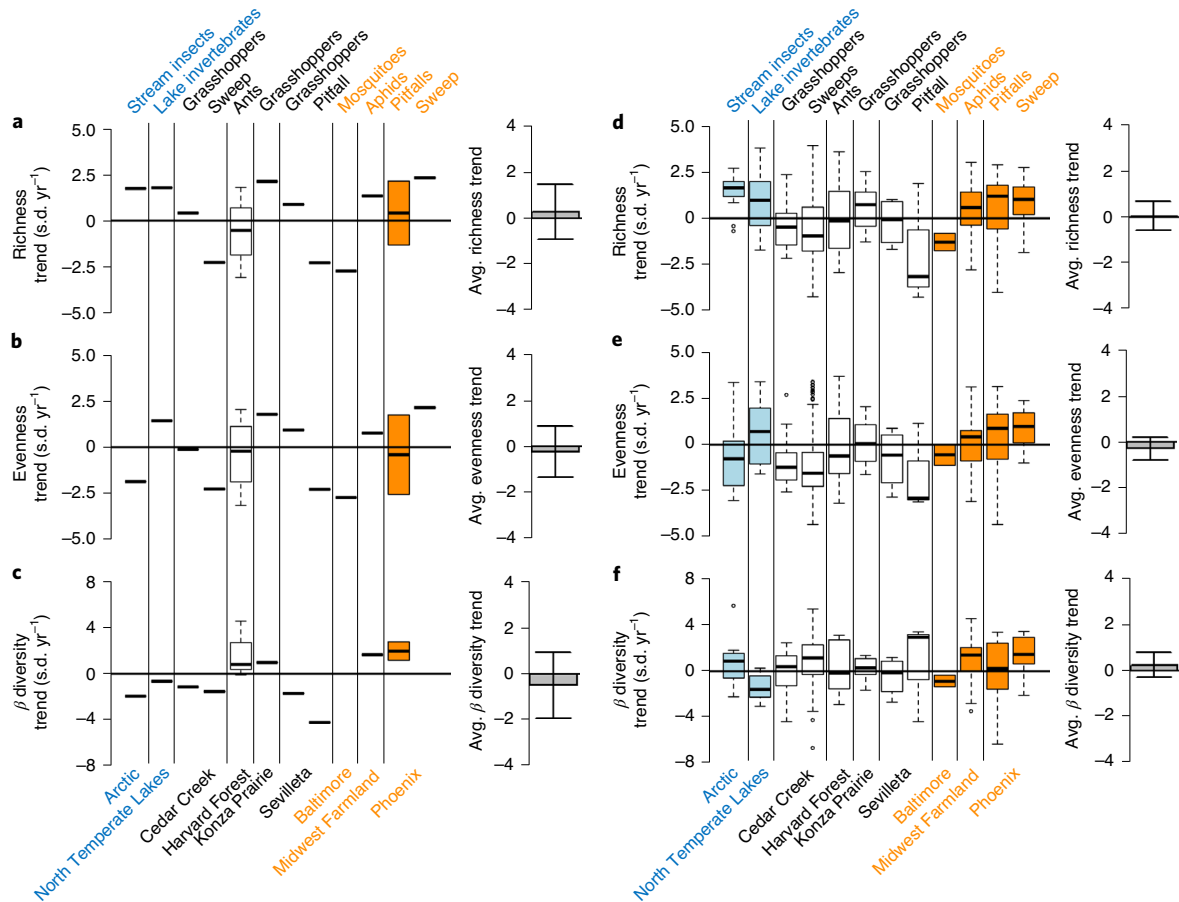 Stream insects
Lake invertebrates
Grasshoppers
Sweep
Ants
Grasshoppers
Grasshoppers
Pitfall
Mosquitoes
Aphids
Pitfalls
Sweep
a
5.0
2.5
0
−2.5
−5.0
Richness
trend (s.d. yr−1)
4
2
0
−2
−4
Avg. richness trend
b
5.0
2.5
0
−2.5
−5.0
Evenness
trend (s.d. yr−1)
4
2
0
−2
−4
Avg. evenness trend
c
8
4
0
−4
−8
β diversity
trend (s.d. yr−1)
4
2
0
−2
−4
Avg. β diversity trend
Arctic
North Temperate Lakes
Cedar Creek
Harvard Forest
Konza Prairie
Sevilleta
Baltimore
Midwest Farmland
Phoenix
Stream insects
Lake invertebrates
Grasshoppers
Sweeps
Ants
Grasshoppers
Grasshoppers
Pitfall
Mosquitoes
Aphids
Pitfalls
Sweep
d
5.0
2.5
0
−2.5
−5.0
Richness
trend (s.d. yr−1)
4
2
0
−2
−4
Avg. richness trend
e
5.0
2.5
0
−2.5
−5.0
Evenness
trend (s.d. yr−1)
4
2
0
−2
−4
Avg. evenness trend
f
8
4
0
−4
−8
β diversity
trend (s.d. yr−1)
4
2
0
−2
−4
Avg. β diversity trend
Arctic
North Temperate Lakes
Cedar Creek
Harvard Forest
Konza Prairie
Sevilleta
Baltimore
Midwest Farmland
Phoenix